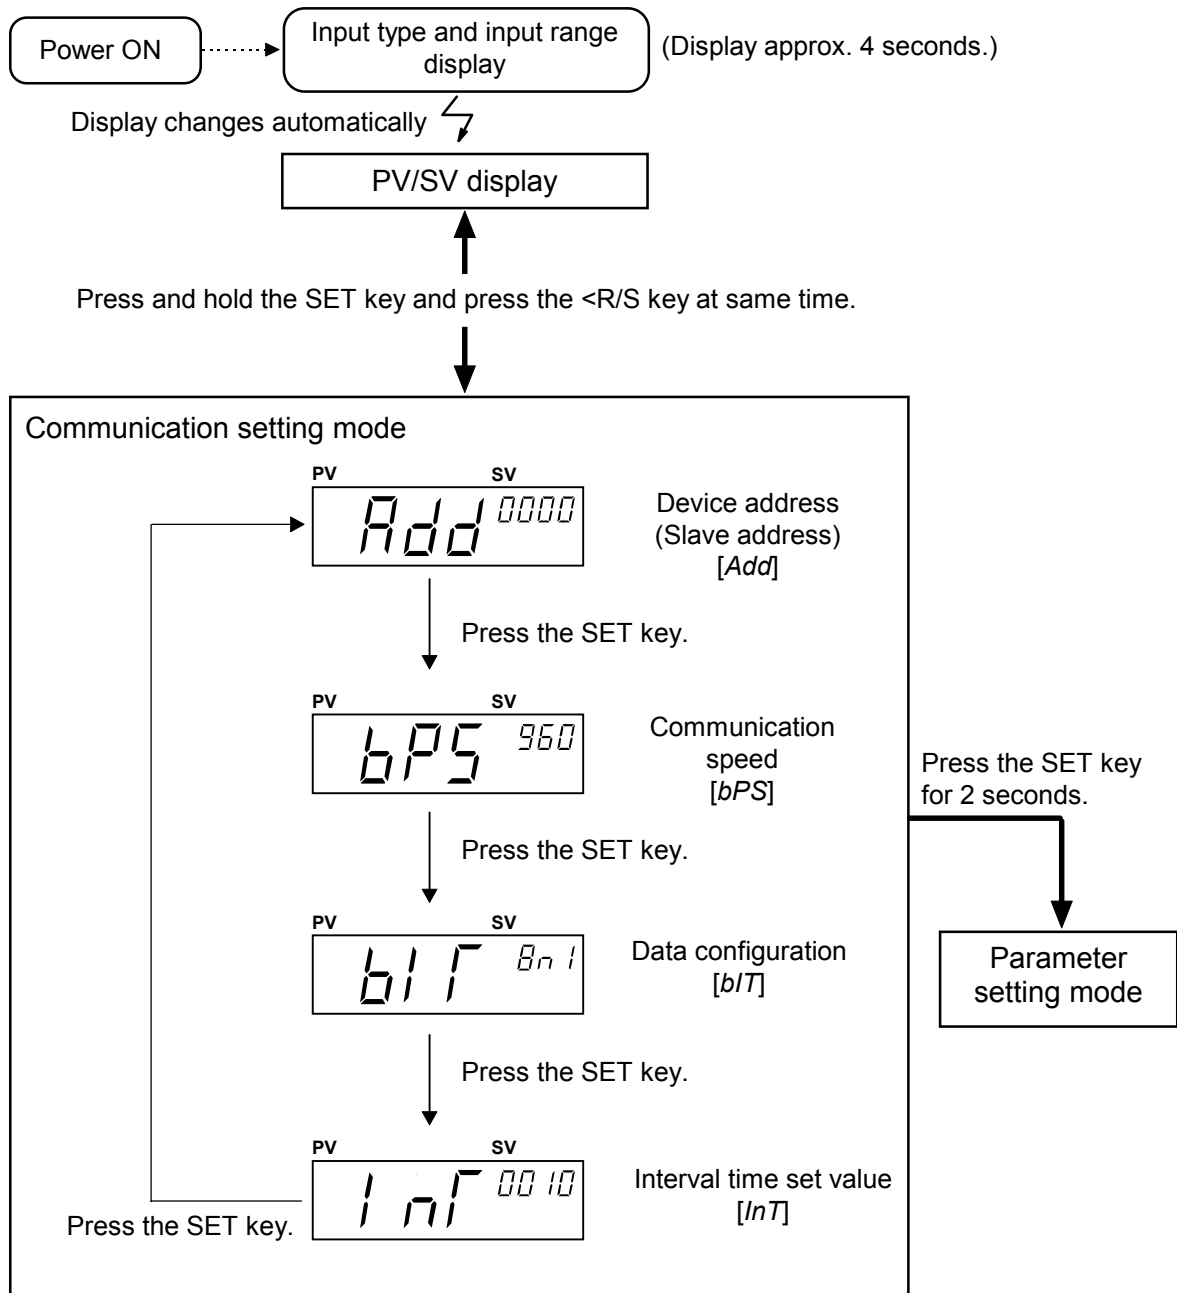 Power ON
Input type and input range
display
(Display approx. 4 seconds.)
Display changes automatically
PV/SV display
Press and hold the SET key and press the <R/S key at same time.
Communication setting mode
PV SV
Add 0000
Device address
(Slave address)
[Add]
Press the SET key.
PV SV
bPS 960
Communication
speed
[bPS]
Press the SET key
for 2 seconds.
Press the SET key.
PV SV
bIT 8n1
Data configuration
[bIT]
Parameter
setting mode
Press the SET key.
PV SV
InT 0010
Interval time set value
[InT]
Press the SET key.